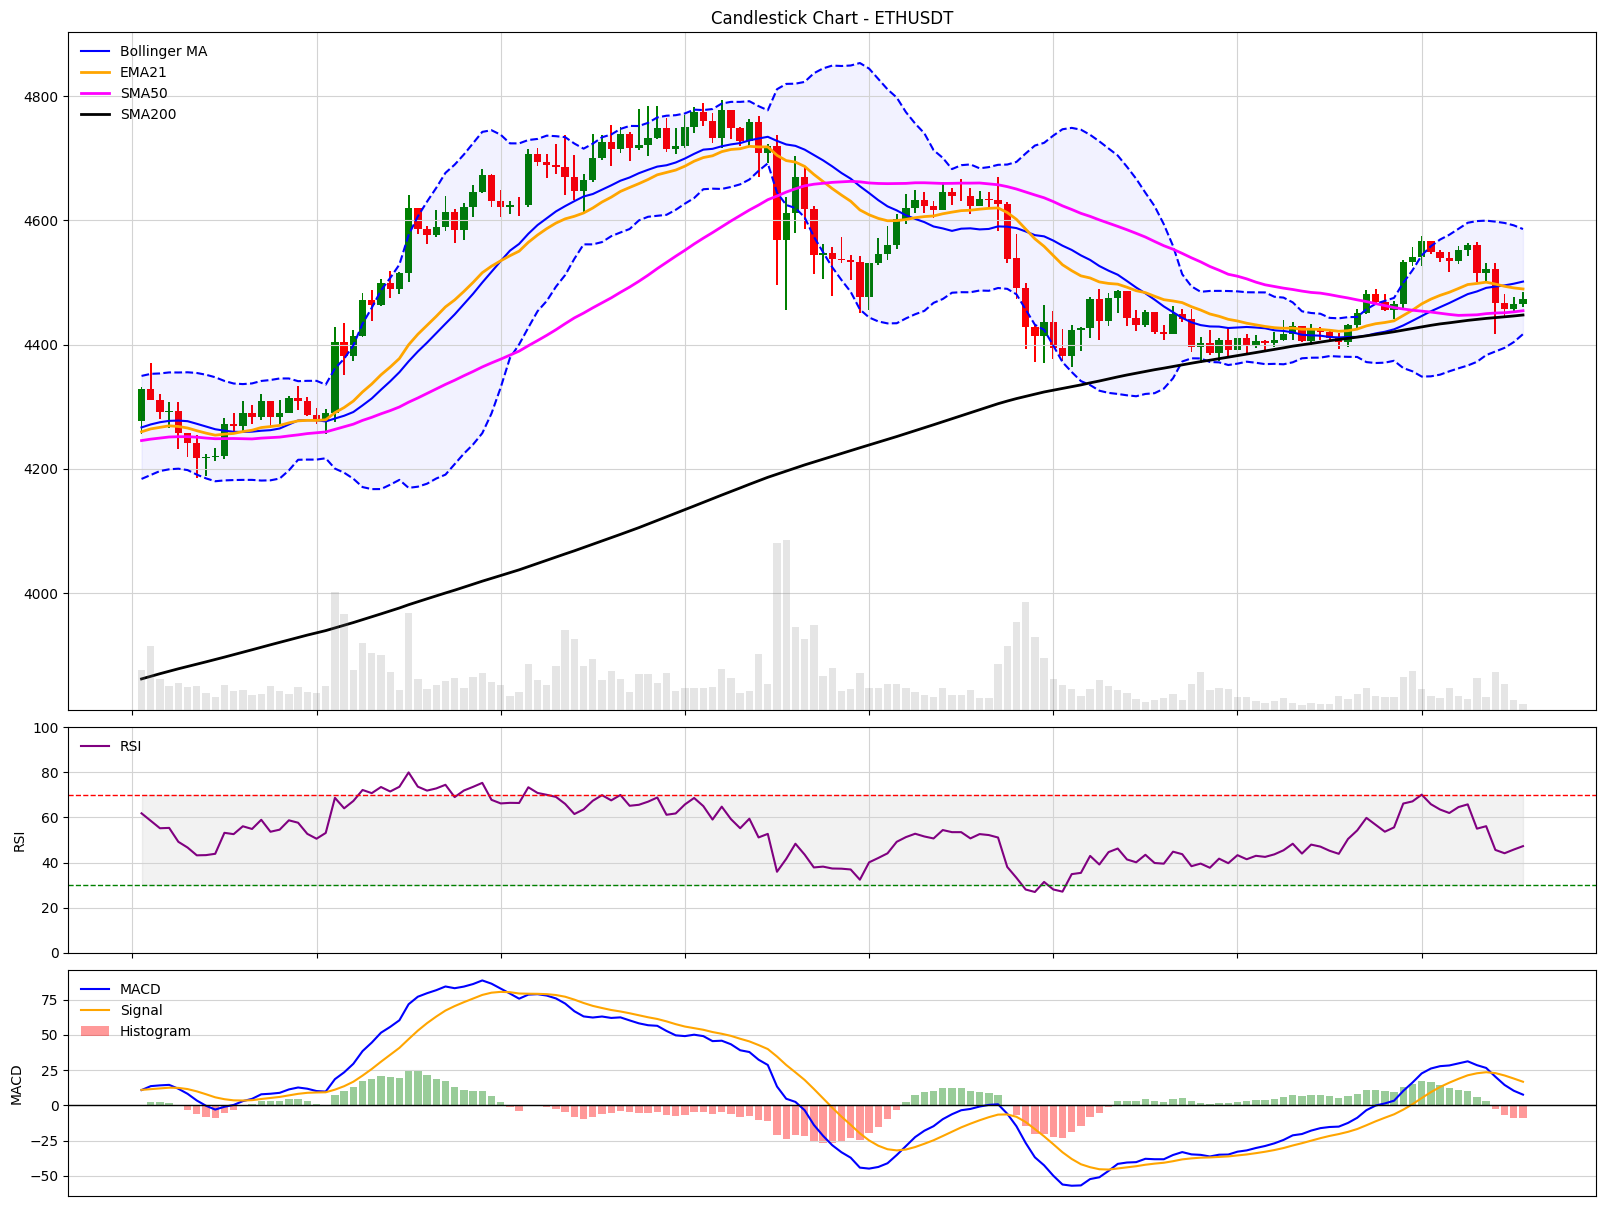 Candlestick Chart - ETHUSDT
Bollinger MA
EMA21
SMA50
SMA200
4800
4600
4400
4200
4000
RSI
100
80
60
40
20
0
RSI
MACD
Signal
Histogram
75
50
25
0
−25
−50
MACD